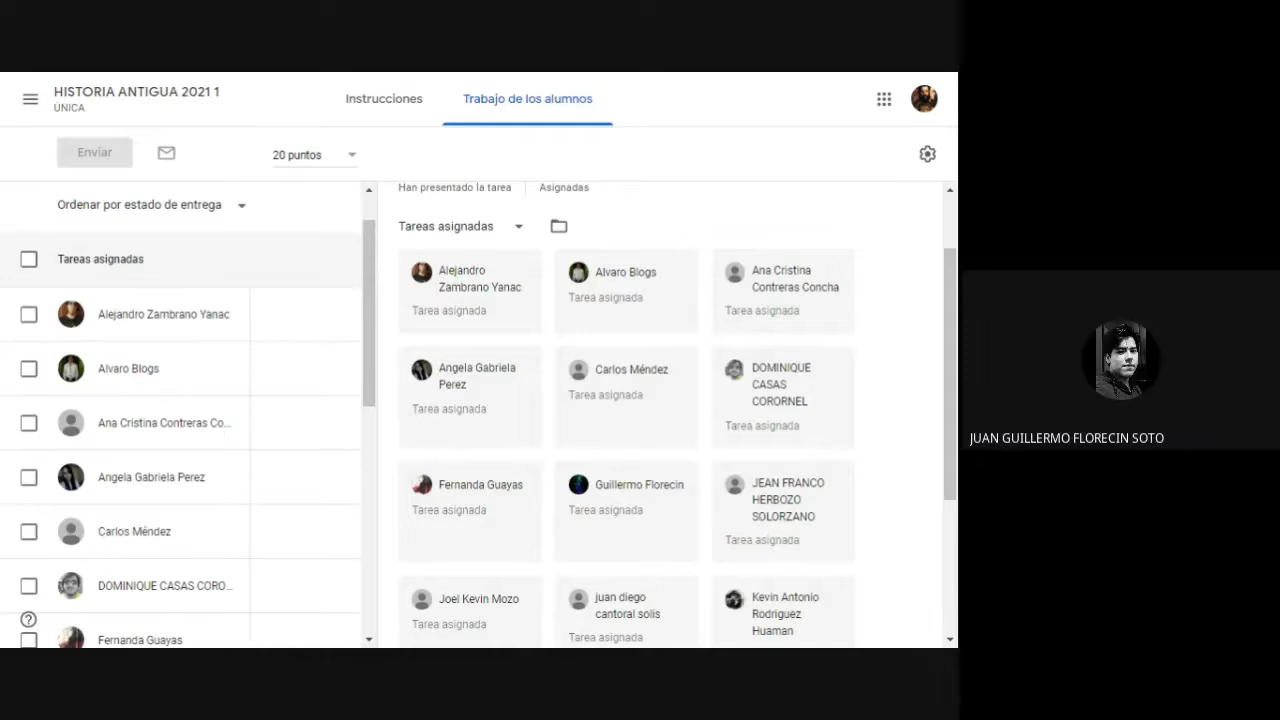 HISTORIA ANTIGUA 2021 1
ÚNICA
Instrucciones
Trabajo de los alumnos
Enviar
20 puntos
Ordenar por estado de entrega
Tareas asignadas
Alejandro Zambrano Yanac
Alvaro Blogs
Ana Cristina Contreras Co...
Angela Gabriela Perez
Carlos Méndez
DOMINIQUE CASAS CORO...
Fernanda Guayas
Han presentado la tarea
Asignadas
Tareas asignadas
Alejandro
Zambrano Yanac
Tarea asignada
Alvaro Blogs
Tarea asignada
Ana Cristina
Contreras Concha
Tarea asignada
Angela Gabriela
Perez
Tarea asignada
Carlos Méndez
Tarea asignada
DOMINIQUE
CASAS
CORORNEL
Tarea asignada
Fernanda Guayas
Tarea asignada
Guillermo Florecin
Tarea asignada
JEAN FRANCO
HERBOZO
SOLORZANO
Tarea asignada
Joel Kevin Mozo
Tarea asignada
juan diego
cantoral solis
Tarea asignada
Kevin Antonio
Rodriguez
Huaman
JUAN GUILLERMO FLORECIN SOTO